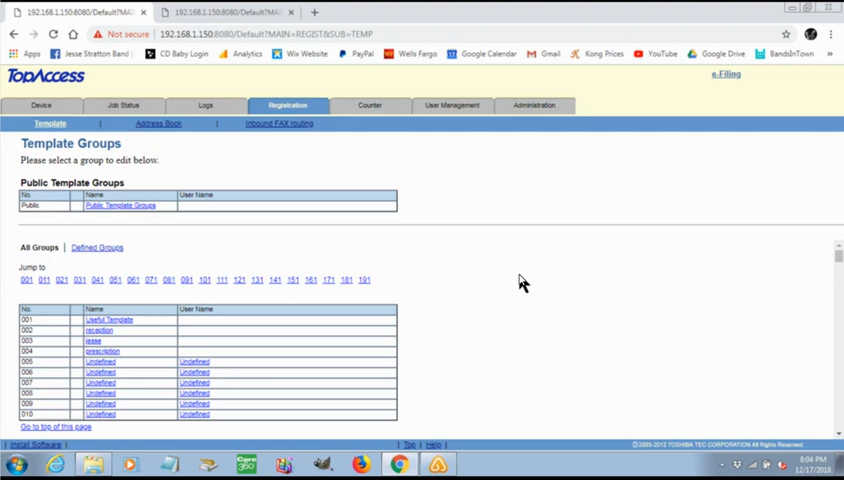 192.168.1.150:8080/Default?MAI
192.168.1.150:8080/Default?MAI
Not secure | 192.168.1.150:8080/Default?MAIN=REGIST&SUB=TEMP
Apps Jesse Stratton Band | CD Baby Login Analytics Wix Website PayPal Wells Fargo Google Calendar Gmail Kong Prices YouTube Google Drive BandsInTown »
TopAccess
e-Filing
Device Job Status Logs Registration Counter User Management Administration
Template | Address Book | Inbound FAX routing
Template Groups
Please select a group to edit below.
Public Template Groups
No. Name User Name
Public Public Template Groups
All Groups | Defined Groups
Jump to
001 011 021 031 041 051 061 071 081 091 101 111 121 131 141 151 161 171 181 191
No. Name User Name
001 Useful Template
002 reception
003 jesse
004 prescription
005 Undefined Undefined
006 Undefined Undefined
007 Undefined Undefined
008 Undefined Undefined
009 Undefined Undefined
010 Undefined Undefined
Go to top of this page
Install Software | | Top | Help | ©2003-2012 TOSHIBA TEC CORPORATION All Rights Reserved.
Care 360
8:04 PM
12/17/2018